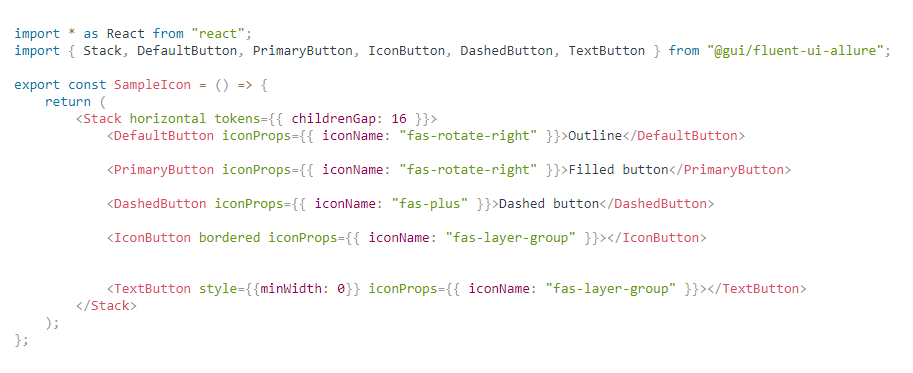 import * as React from "react";
import { Stack, DefaultButton, PrimaryButton, IconButton, DashedButton, TextButton } from "@gui/fluent-ui-allure";
export const SampleIcon = () => {
    return (
        <Stack horizontal tokens={{ childrenGap: 16 }}>
            <DefaultButton iconProps={{ iconName: "fas-rotate-right" }}>Outline</DefaultButton>
            <PrimaryButton iconProps={{ iconName: "fas-rotate-right" }}>Filled button</PrimaryButton>
            <DashedButton iconProps={{ iconName: "fas-plus" }}>Dashed button</DashedButton>
            <IconButton bordered iconProps={{ iconName: "fas-layer-group" }}></IconButton>
            <TextButton style={{minWidth: 0}} iconProps={{ iconName: "fas-layer-group" }}></TextButton>
        </Stack>
    );
};